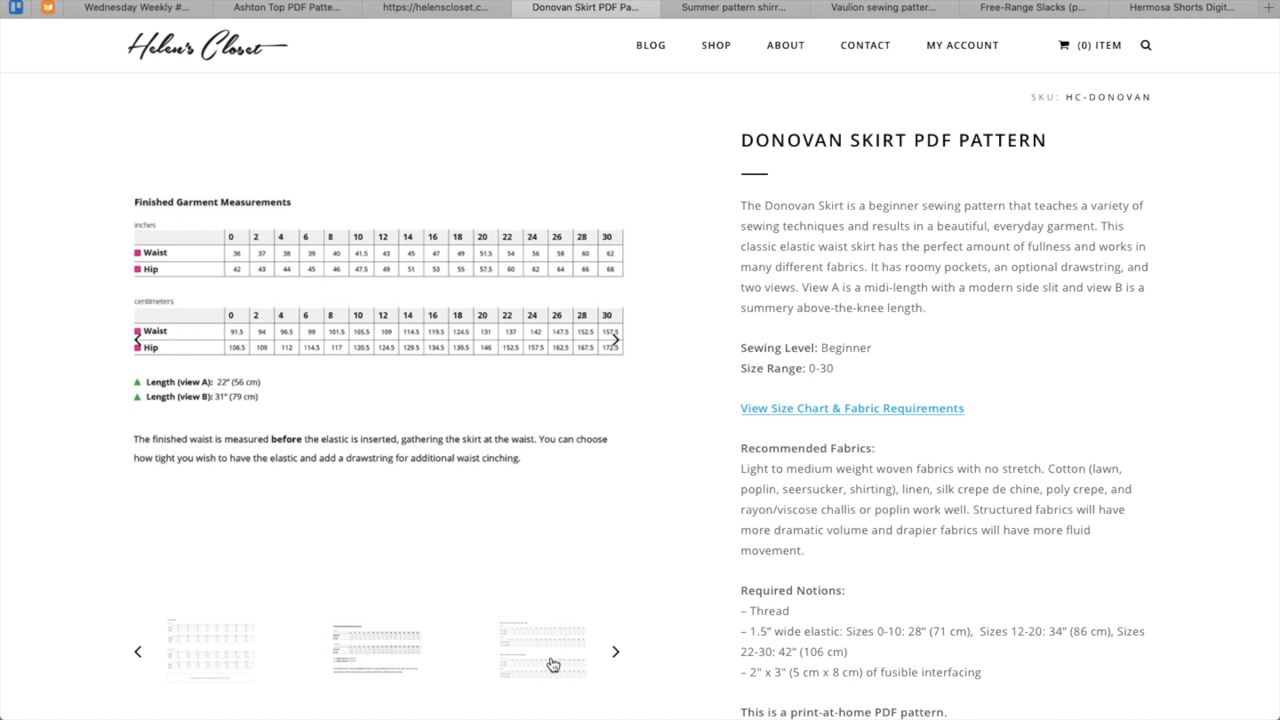 Wednesday Weekly #...
Ashton Top PDF Patte...
https://helenscloset.c...
Donovan Skirt PDF Pa...
Summer pattern shirr...
Vaulion sewing patter...
Free-Range Slacks (p...
Hermosa Shorts Digit...
Helen's Closet
BLOG SHOP ABOUT CONTACT MY ACCOUNT (0) ITEM
SKU: HC-DONOVAN
DONOVAN SKIRT PDF PATTERN
Finished Garment Measurements
inches
0 2 4 6 8 10 12 14 16 18 20 22 24 26 28 30
Waist 36 37 38 39 40 41.5 43 45 47 49 51.5 54 56 58 60 62
Hip 42 43 44 45 46 47.5 49 51 53 55 57.5 60 62 64 66 68
centimeters
0 2 4 6 8 10 12 14 16 18 20 22 24 26 28 30
Waist 91.5 94 96.5 99 101.5 105.5 109 114.5 119.5 124.5 131 137 142 147.5 152.5 157.5
Hip 106.5 109 112 114.5 117 120.5 124.5 129.5 134.5 139.5 146 152.5 157.5 162.5 167.5 172.5
Length (view A): 22" (56 cm)
Length (view B): 31" (79 cm)
The finished waist is measured before the elastic is inserted, gathering the skirt at the waist. You can choose
how tight you wish to have the elastic and add a drawstring for additional waist cinching.
The Donovan Skirt is a beginner sewing pattern that teaches a variety of
sewing techniques and results in a beautiful, everyday garment. This
classic elastic waist skirt has the perfect amount of fullness and works in
many different fabrics. It has roomy pockets, an optional drawstring, and
two views. View A is a midi-length with a modern side slit and view B is a
summery above-the-knee length.
Sewing Level: Beginner
Size Range: 0-30
View Size Chart & Fabric Requirements
Recommended Fabrics:
Light to medium weight woven fabrics with no stretch. Cotton (lawn,
poplin, seersucker, shirting), linen, silk crepe de chine, poly crepe, and
rayon/viscose challis or poplin work well. Structured fabrics will have
more dramatic volume and drapier fabrics will have more fluid
movement.
Required Notions:
– Thread
– 1.5” wide elastic: Sizes 0-10: 28” (71 cm), Sizes 12-20: 34” (86 cm), Sizes
22-30: 42” (106 cm)
– 2" x 3" (5 cm x 8 cm) of fusible interfacing
This is a print-at-home PDF pattern.